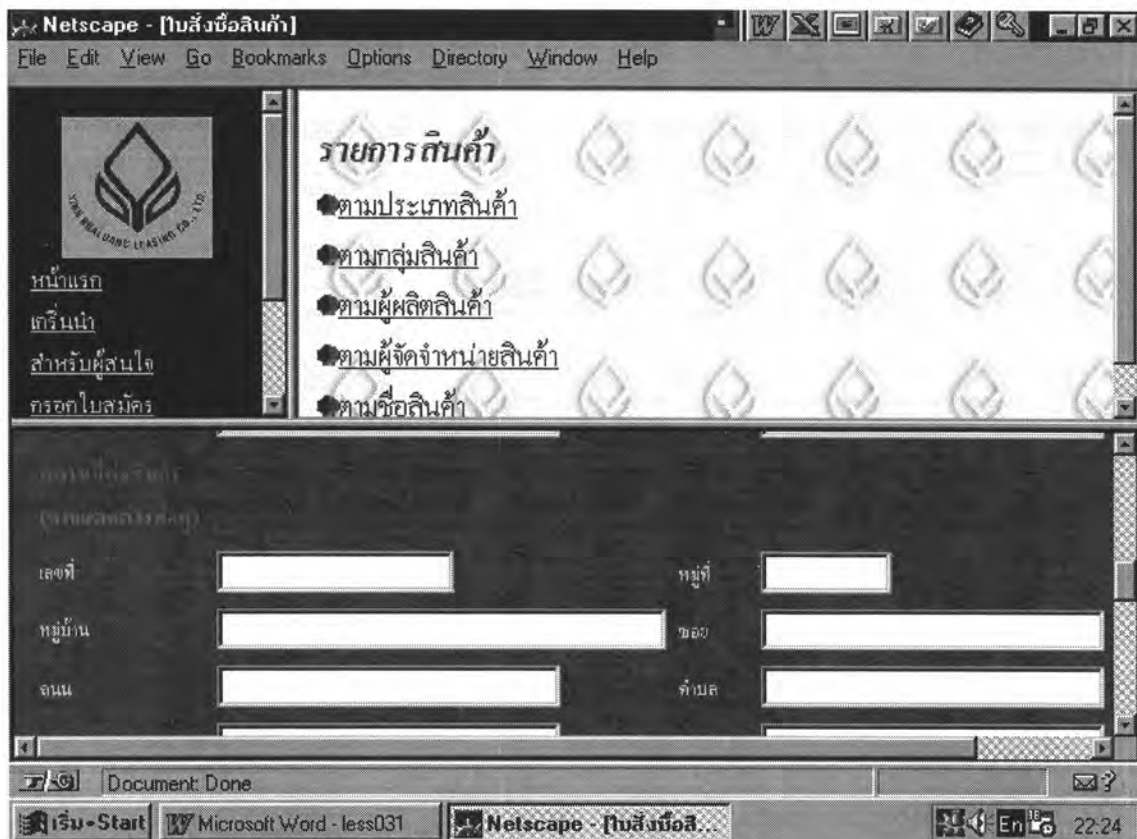 Netscape - [ใบสั่งซื้อสินค้า]
File Edit View Go Bookmarks Options Directory Window Help
LEASING CO., LTD.
หน้าแรก
เกริ่นนำ
สำหรับผู้สนใจ
กรอกใบสมัคร
รายการสินค้า
ตามประเภทสินค้า
ตามกลุ่มสินค้า
ตามผู้ผลิตสินค้า
ตามผู้จัดจำหน่ายสินค้า
ตามชื่อสินค้า
เลขที่ หมู่ที่
หมู่บ้าน ซอย
ถนน ตำบล
Document: Done
เริ่ม-Start Microsoft Word - less031 Netscape - [ใบสั่งซื้อสิ... En 22:24